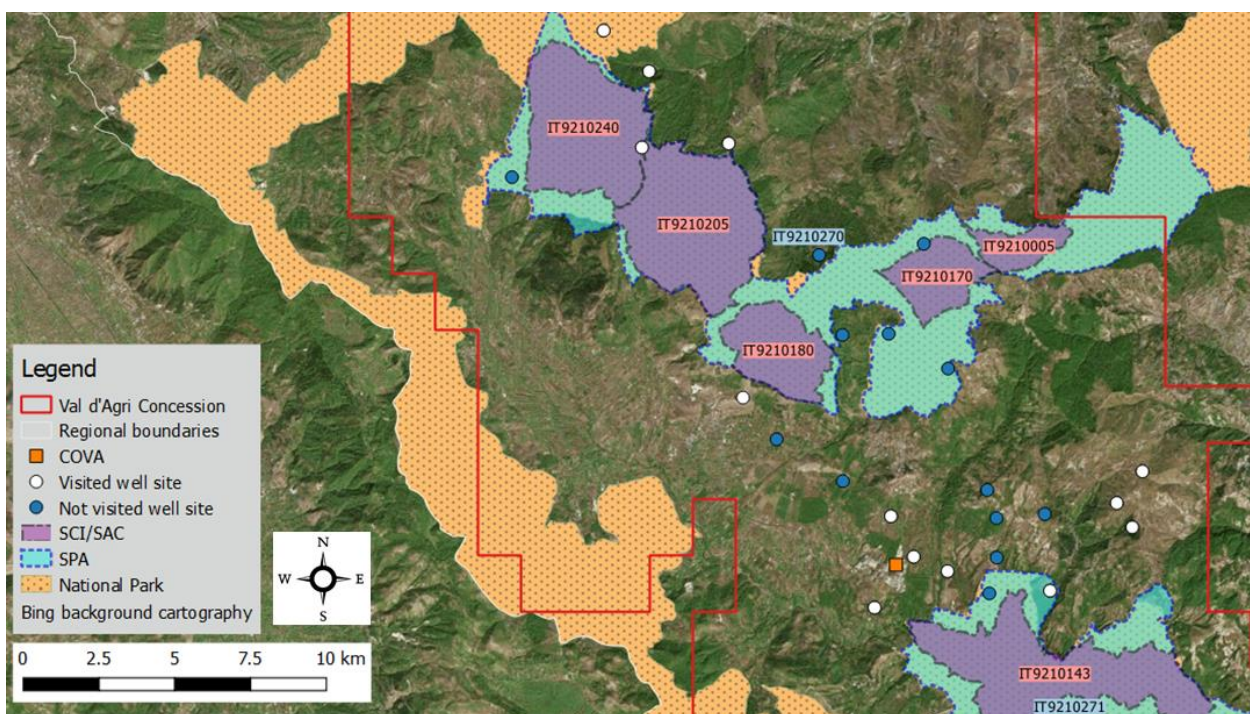 IT9210240
IT9210205
IT9210270
IT9210005
IT9210170
IT9210180
Legend
Val d'Agri Concession
Regional boundaries
COVA
Visited well site
Not visited well site
SCI/SAC
SPA
National Park
Bing background cartography
N
W E
S
0 2.5 5 7.5 10 km
IT9210143
IT9210271